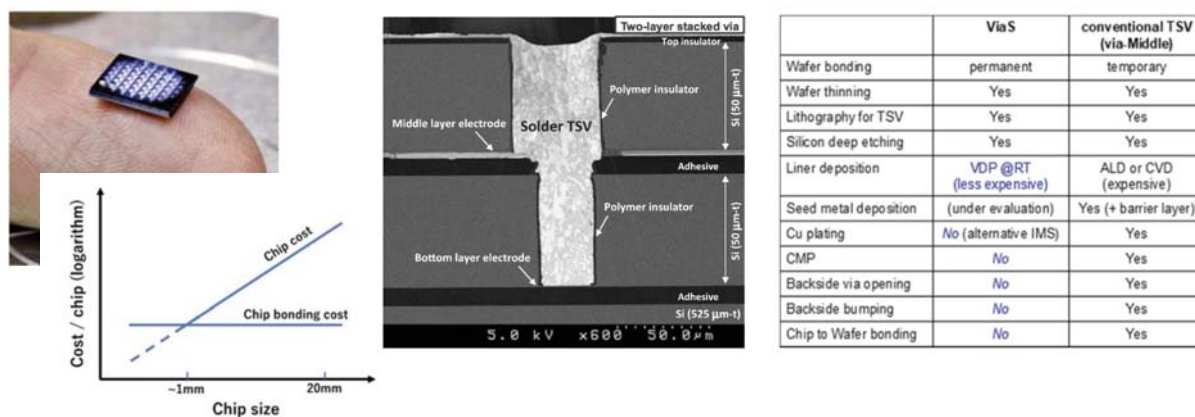 Cost / chip (logarithm)
Chip cost
Chip bonding cost
~1mm
20mm
Chip size
Two-layer stacked via
Top insulator
Si (50 µm-t)
Polymer insulator
Solder TSV
Middle layer electrode
Adhesive
Polymer insulator
Si (50 µm-t)
Bottom layer electrode
Adhesive
Si (525 µm-t)
5.0 kV x600 50.0µm
ViaS conventional TSV
(via-Middle)
Wafer bonding permanent temporary
Wafer thinning Yes Yes
Lithography for TSV Yes Yes
Silicon deep etching Yes Yes
Liner deposition VDP @RT ALD or CVD
(less expensive) (expensive)
Seed metal deposition (under evaluation) Yes (+ barrier layer)
Cu plating No (alternative IMS) Yes
CMP No Yes
Backside via opening No Yes
Backside bumping No Yes
Chip to Wafer bonding No Yes